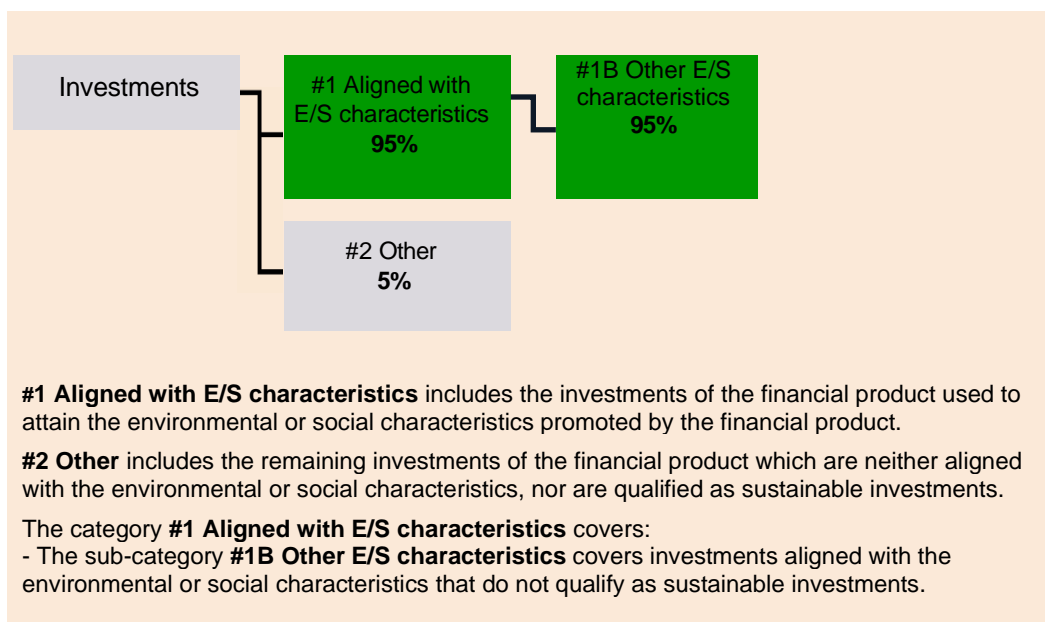 Investments
#1 Aligned with
E/S characteristics
95%
#1B Other E/S
characteristics
95%
#2 Other
5%
#1 Aligned with E/S characteristics includes the investments of the financial product used to
attain the environmental or social characteristics promoted by the financial product.
#2 Other includes the remaining investments of the financial product which are neither aligned
with the environmental or social characteristics, nor are qualified as sustainable investments.
The category #1 Aligned with E/S characteristics covers:
- The sub-category #1B Other E/S characteristics covers investments aligned with the
environmental or social characteristics that do not qualify as sustainable investments.